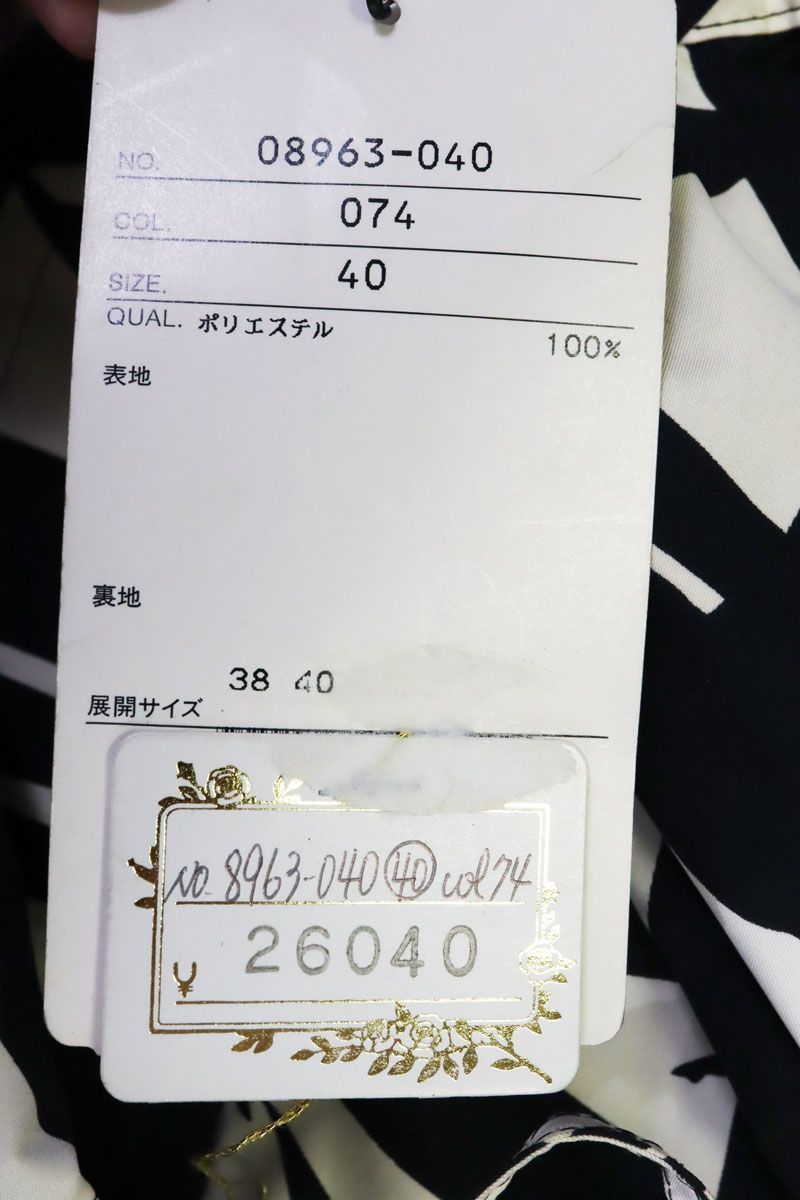 NO. 08963-040
COL. 074
SIZE. 40
QUAL. ポリエステル
100%
表地
裏地
38 40
展開サイズ
NO. 8963-040 40 col 74
¥ 26040